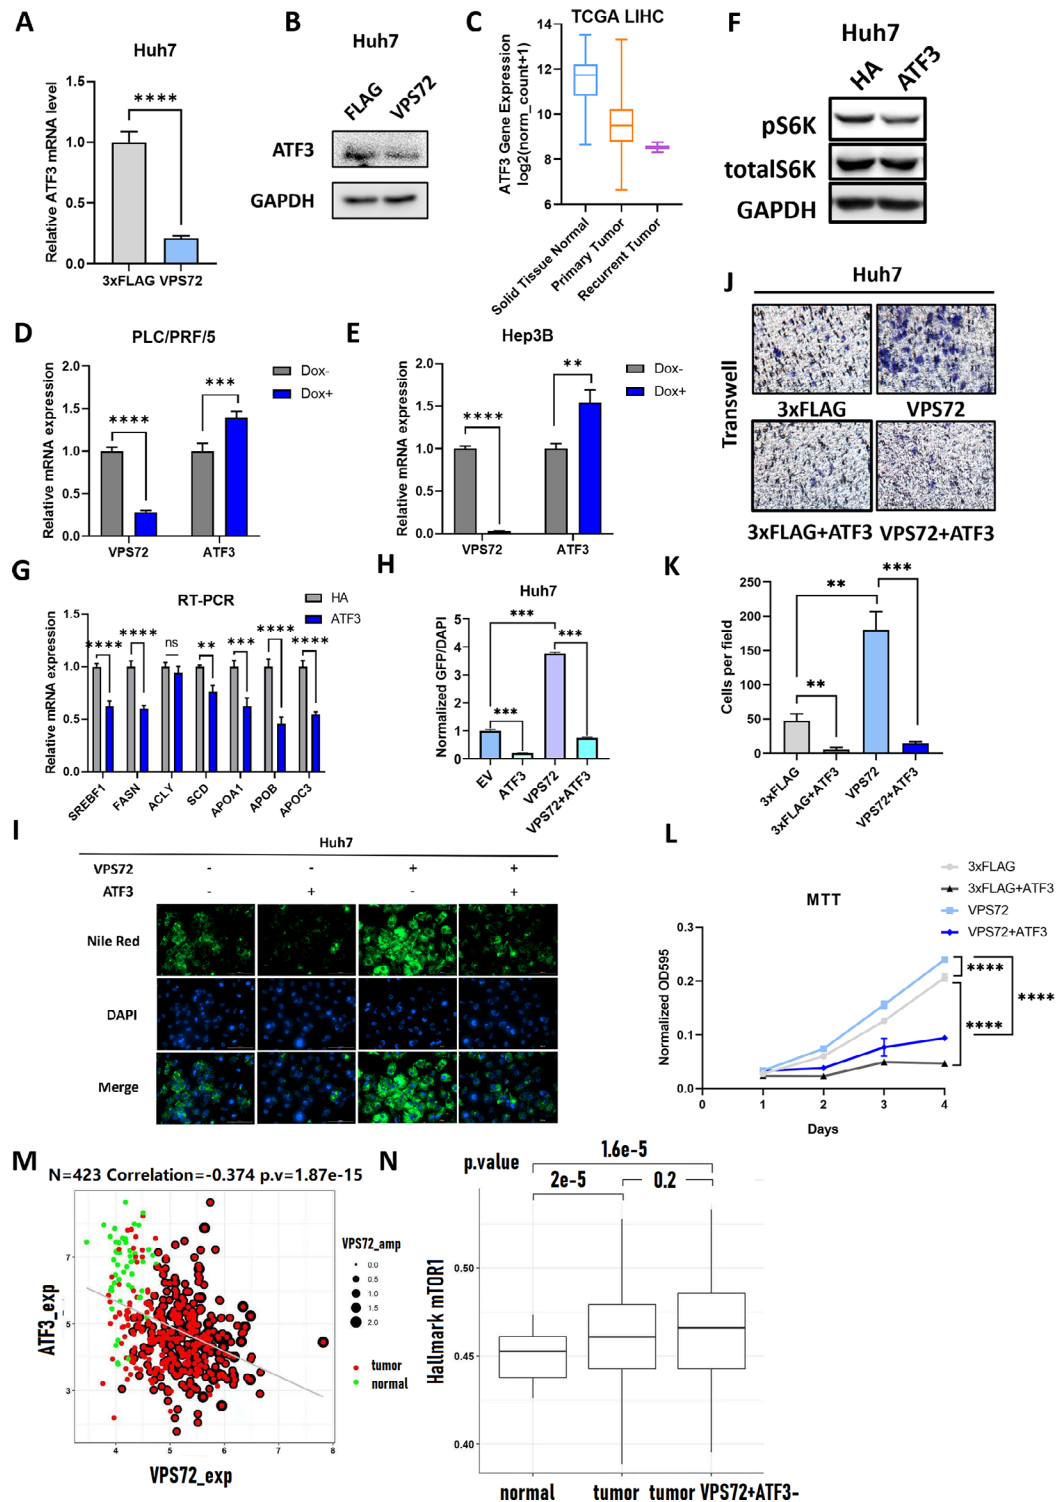 A
Huh7
Relative ATF3 mRNA level
1.5
1.0
0.5
0.0
****
3xFLAG VPS72
B
Huh7
FLAG VPS72
ATF3
GAPDH
C
TCGA LIHC
ATF3 Gene Expression
log2(norm_count+1)
14
12
10
8
6
Solid Tissue Normal
Primary Tumor
Recurrent Tumor
F
Huh7
HA ATF3
pS6K
totalS6K
GAPDH
D
PLC/PRF/5
Relative mRNA expression
2.0
1.5
1.0
0.5
0.0
**** ***
Dox-
Dox+
VPS72 ATF3
E
Hep3B
Relative mRNA expression
2.0
1.5
1.0
0.5
0.0
**** **
Dox-
Dox+
VPS72 ATF3
J
Huh7
Transwell
3xFLAG VPS72
3xFLAG+ATF3 VPS72+ATF3
G
RT-PCR
HA
ATF3
Relative mRNA expression
1.5
1.0
0.5
0.0
**** **** ns ** *** **** ****
SREBF1 FASN ACLY SCD APOA1 APOB APOC3
H
Huh7
Normalized GFP/DAPI
5
4
3
2
1
0
*** *** ***
EV ATF3 VPS72 VPS72+ATF3
K
Cells per field
250
200
150
100
50
0
** ** ***
3xFLAG 3xFLAG+ATF3 VPS72 VPS72+ATF3
I
Huh7
VPS72 - - + +
ATF3 - + - +
Nile Red
DAPI
Merge
L
MTT
3xFLAG
3xFLAG+ATF3
VPS72
VPS72+ATF3
Normalized OD595
0.3
0.2
0.1
0.0
**** **** ****
0 1 2 3 4
Days
M
N=423 Correlation=-0.374 p.v=1.87e-15
ATF3_exp
7
5
3
4 5 6 7 8
VPS72_exp
VPS72_amp
0.0
0.5
1.0
1.5
2.0
tumor
normal
N
p.value
1.6e-5
2e-5 0.2
Hallmark mTOR1
0.50
0.45
0.40
normal tumor tumor VPS72+ATF3-